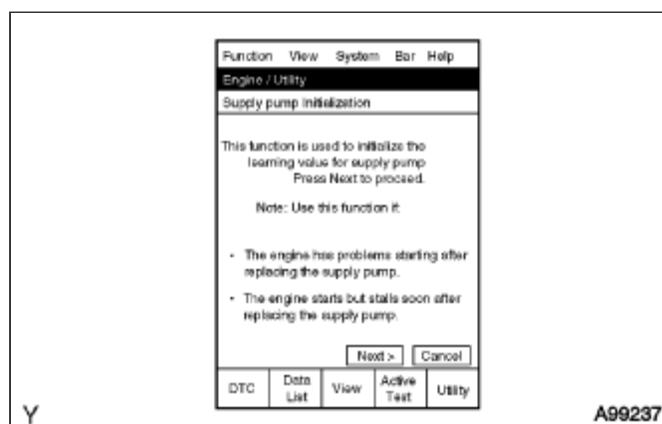 Function View System Bar Help
Engine / Utility
Supply pump Initialization
This function is used to initialize the
learning value for supply pump
Press Next to proceed.
Note: Use this function if:
• The engine has problems starting after
replacing the supply pump.
• The engine starts but stalls soon after
replacing the supply pump.
Next > Cancel
DTC Data List View Active Test Utility
Y A99237